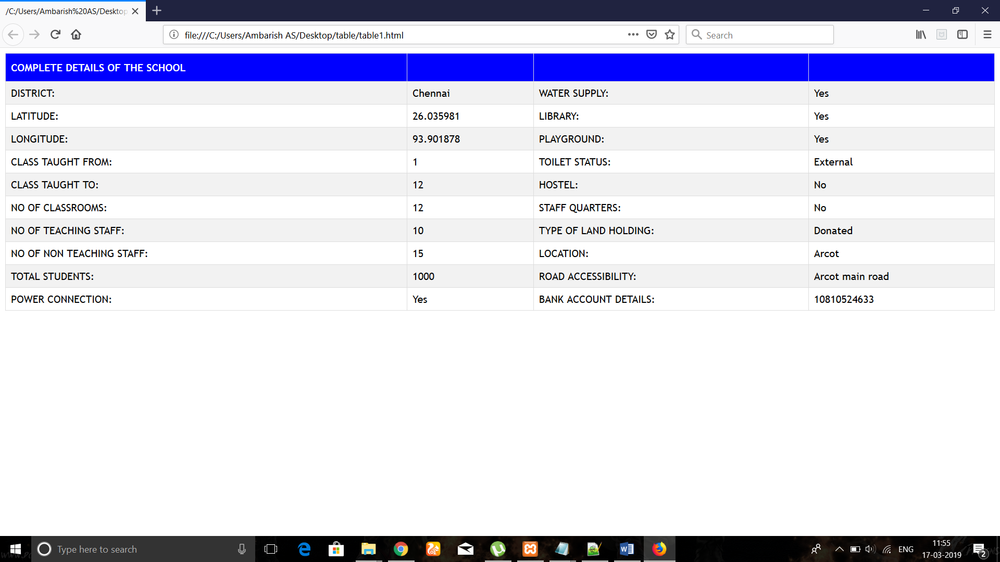 /C:/Users/Ambarish%20AS/Desktop
file:///C:/Users/Ambarish AS/Desktop/table/table1.html
Search
COMPLETE DETAILS OF THE SCHOOL
DISTRICT: Chennai WATER SUPPLY: Yes
LATITUDE: 26.035981 LIBRARY: Yes
LONGITUDE: 93.901878 PLAYGROUND: Yes
CLASS TAUGHT FROM: 1 TOILET STATUS: External
CLASS TAUGHT TO: 12 HOSTEL: No
NO OF CLASSROOMS: 12 STAFF QUARTERS: No
NO OF TEACHING STAFF: 10 TYPE OF LAND HOLDING: Donated
NO OF NON TEACHING STAFF: 15 LOCATION: Arcot
TOTAL STUDENTS: 1000 ROAD ACCESSIBILITY: Arcot main road
POWER CONNECTION: Yes BANK ACCOUNT DETAILS: 10810524633
Type here to search
ENG
11:55
17-03-2019
2